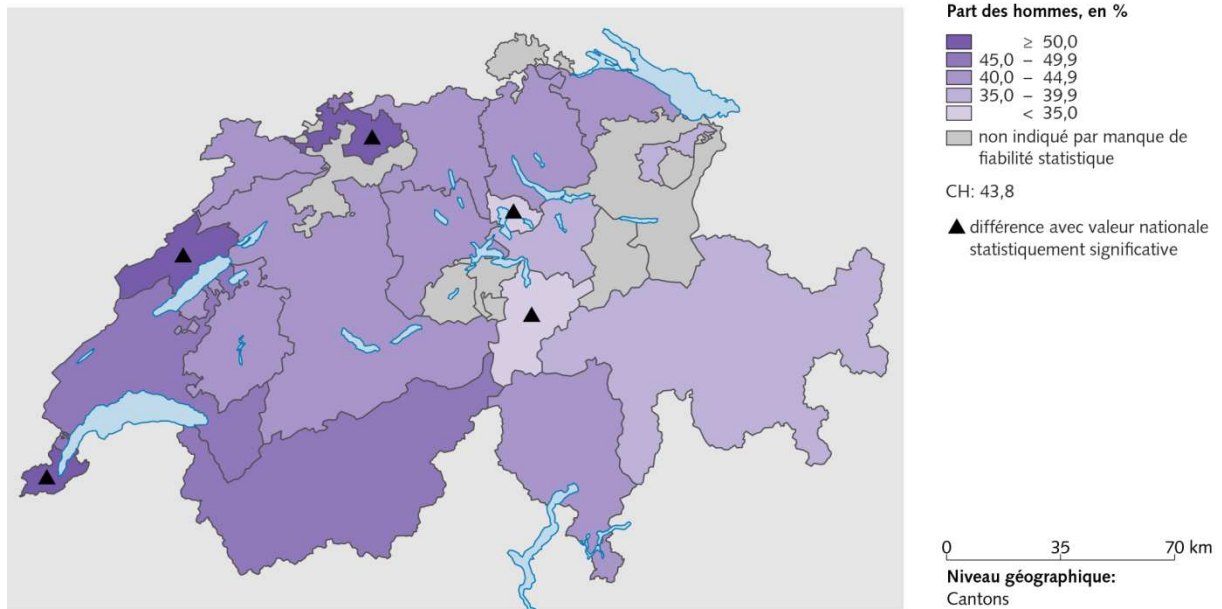 Part des hommes, en %
≥ 50,0
45,0 – 49,9
40,0 – 44,9
35,0 – 39,9
< 35,0
non indiqué par manque de
fiabilité statistique
CH: 43,8
▲ différence avec valeur nationale
statistiquement significative
0 35 70 km
Niveau géographique:
Cantons